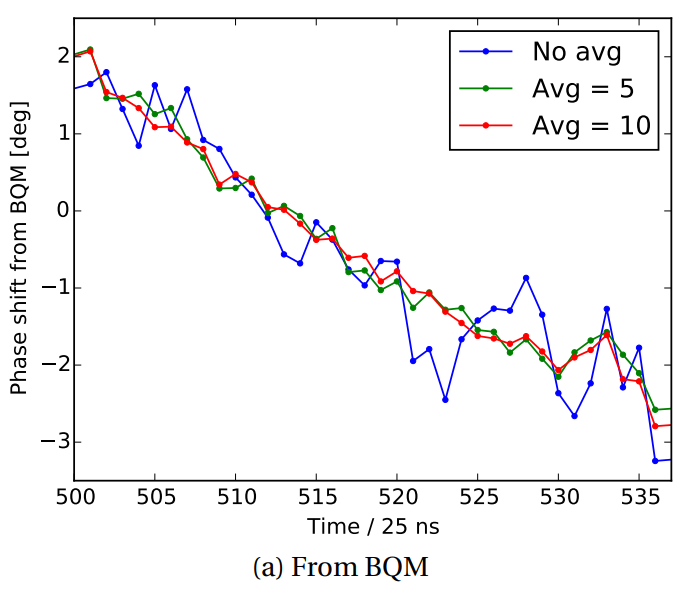 No avg
Avg = 5
Avg = 10
Phase shift from BQM [deg]
2
1
0
−1
−2
−3
500 505 510 515 520 525 530 535
Time / 25 ns
(a) From BQM